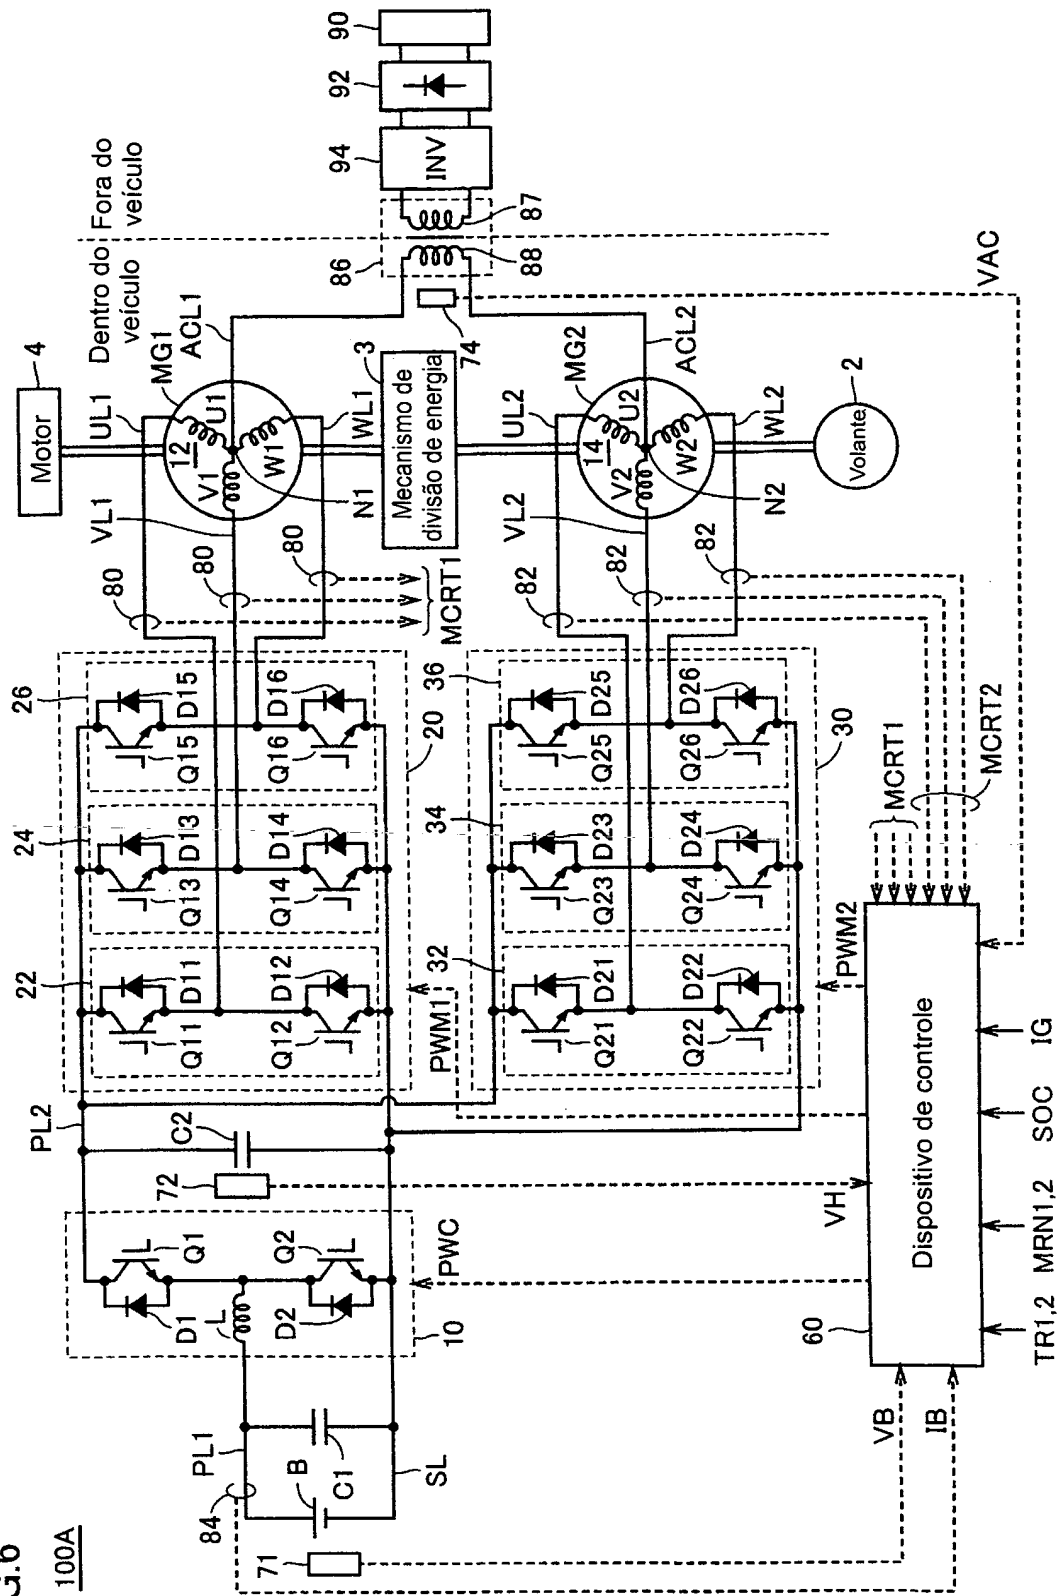 G.6
100A
90
92
94
INV
Fora do
veículo
Dentro do
veículo
86
87
88
74
VAC
4
Motor
UL1
MG1
ACL1
12
U1
V1
W1
N1
VL1
WL1
3
Mecanismo de
divisão de energia
80
80
80
MCRT1
UL2
MG2
ACL2
14
U2
V2
W2
N2
VL2
WL2
2
Volante
82
82
82
26
D15
Q15
D16
Q16
20
24
D13
Q13
D14
Q14
22
D11
Q11
D12
Q12
36
D25
Q25
D26
Q26
30
34
D23
Q23
D24
Q24
32
D21
Q21
D22
Q22
MCRT1
MCRT2
PWM1
PWM2
PL2
C2
72
VH
Q1
D1
L
Q2
D2
10
PWC
PL1
84
B
C1
SL
71
VB
IB
60
Dispositivo de controle
TR1,2
MRN1,2
SOC
IG